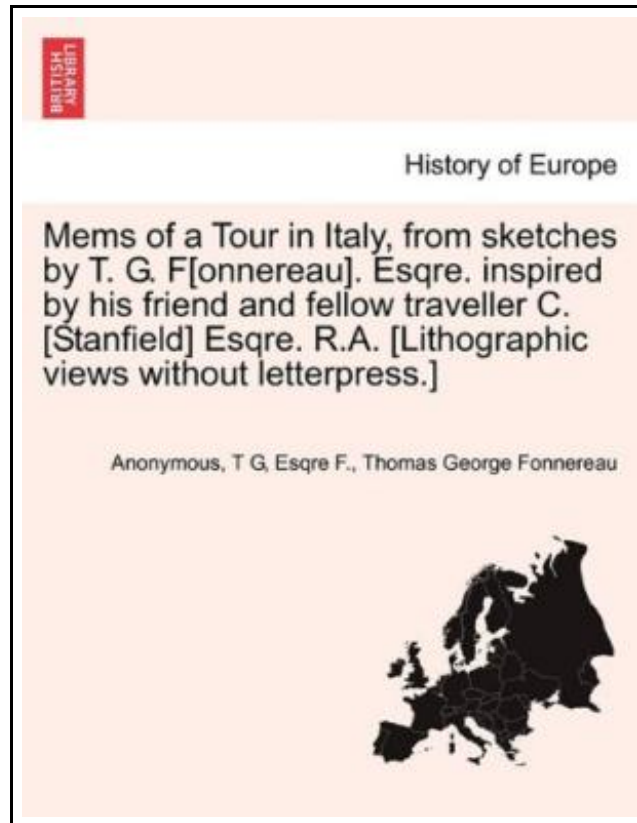 BRITISH
LIBRARY
History of Europe
Mems of a Tour in Italy, from sketches
by T. G. F[onnereau]. Esqre. inspired
by his friend and fellow traveller C.
[Stanfield] Esqre. R.A. [Lithographic
views without letterpress.]
Anonymous, T G, Esqre F., Thomas George Fonnereau